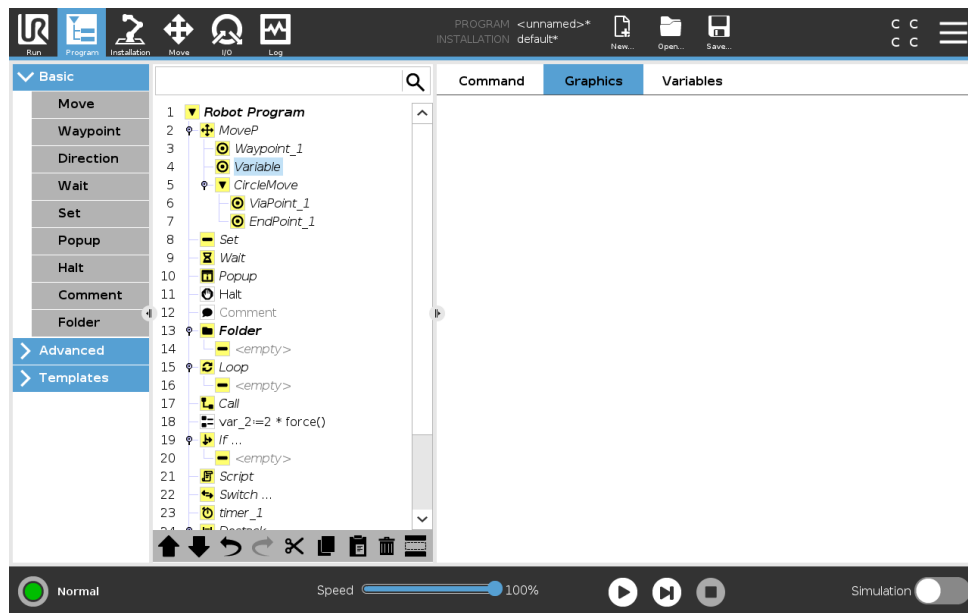 PROGRAM <unnamed>*
INSTALLATION default*
Run Program Installation Move I/O Log New... Open... Save...
C C
C C
Basic
Move
Waypoint
Direction
Wait
Set
Popup
Halt
Comment
Folder
Advanced
Templates
1 Robot Program
2 MoveP
3 Waypoint_1
4 Variable
5 CircleMove
6 ViaPoint_1
7 EndPoint_1
8 Set
9 Wait
10 Popup
11 Halt
12 Comment
13 Folder
14 <empty>
15 Loop
16 <empty>
17 Call
18 var_2:=2 * force()
19 If ...
20 <empty>
21 Script
22 Switch ...
23 timer_1
Command Graphics Variables
Normal Speed 100% Simulation